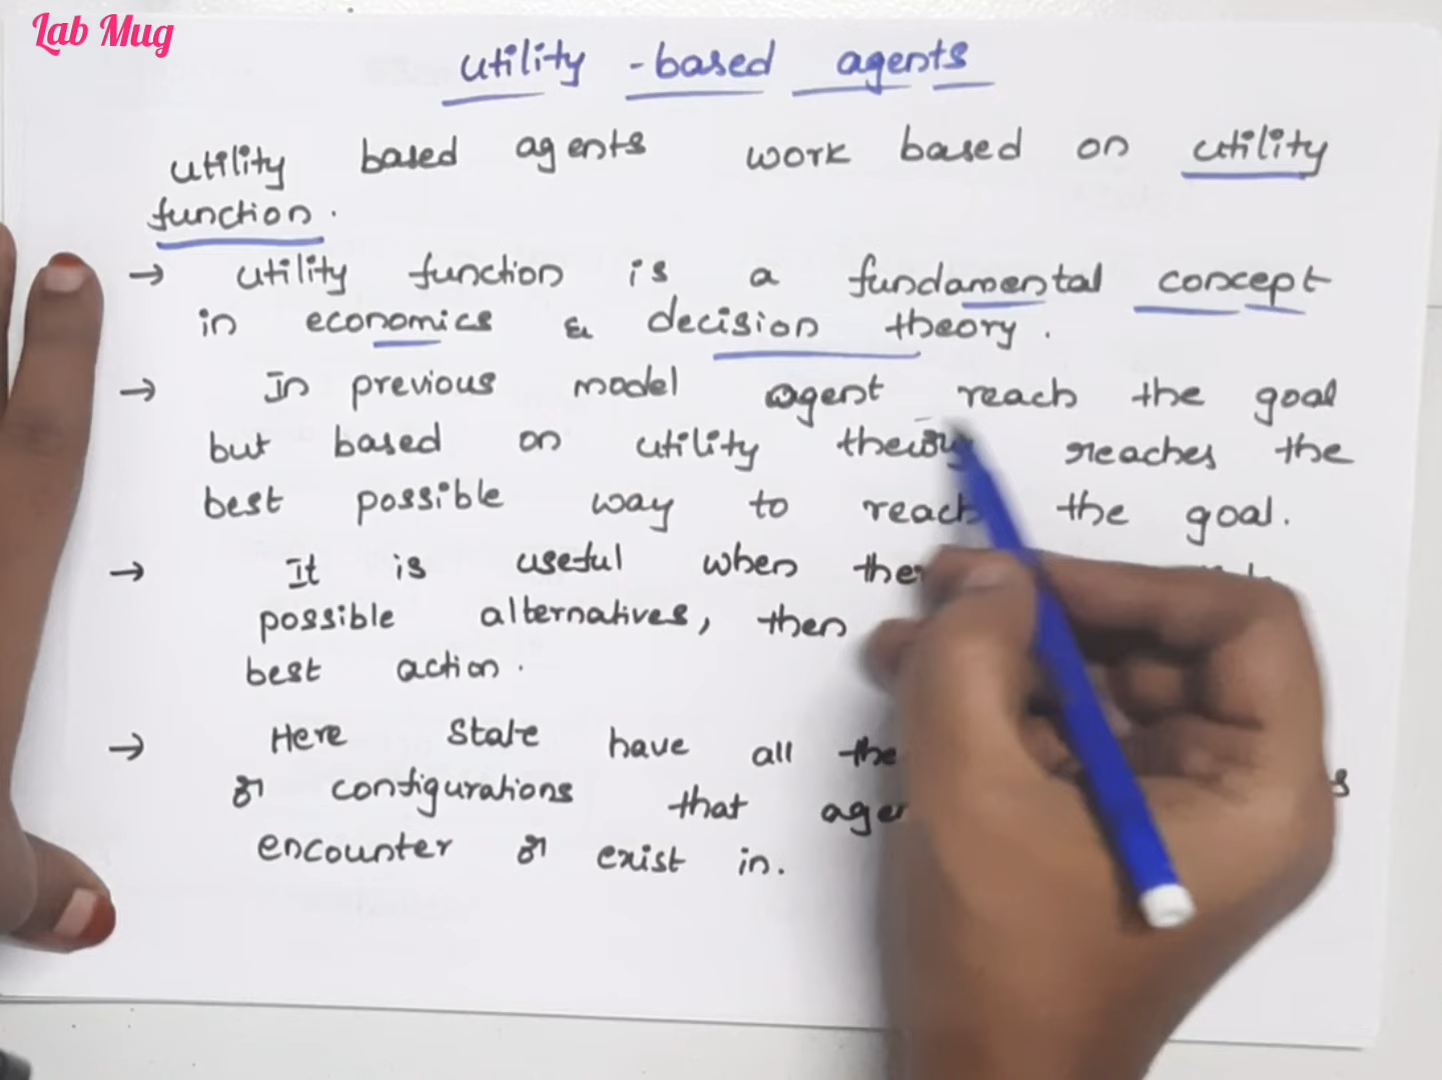 Lab Mug
utility -based agents
utility based agents work based on utility
function.
→ utility function is a fundamental concept
in economics & decision theory.
→ In previous model agent reach the goal
but based on utility theory reaches the
best possible way to reach the goal.
→ It is useful when
possible alternatives, then
best action.
→ Here State have all the
or configurations that
encounter or exist in.